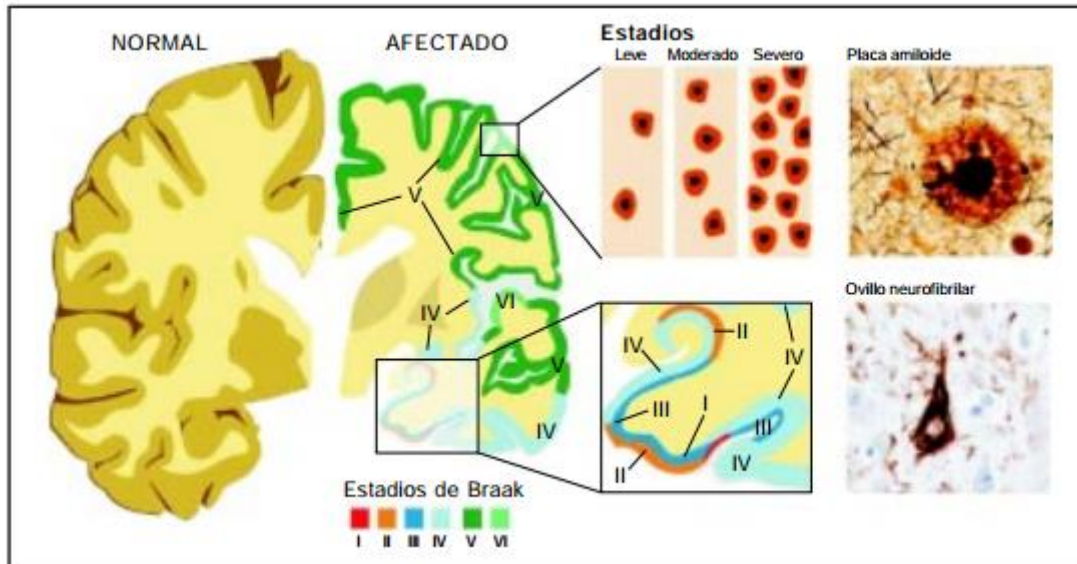 NORMAL
AFECTADO
Estadios
Leve Moderado Severo
Placa amiloide
V
V
IV
VI
V
IV
Ovillo neurofibrilar
II
IV
IV
III
I
III
II
IV
Estadios de Braak
I II III IV V VI